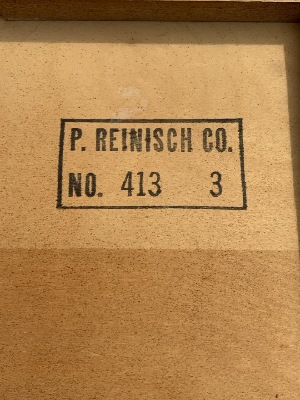 P. REINISCH CO.
NO. 413 3